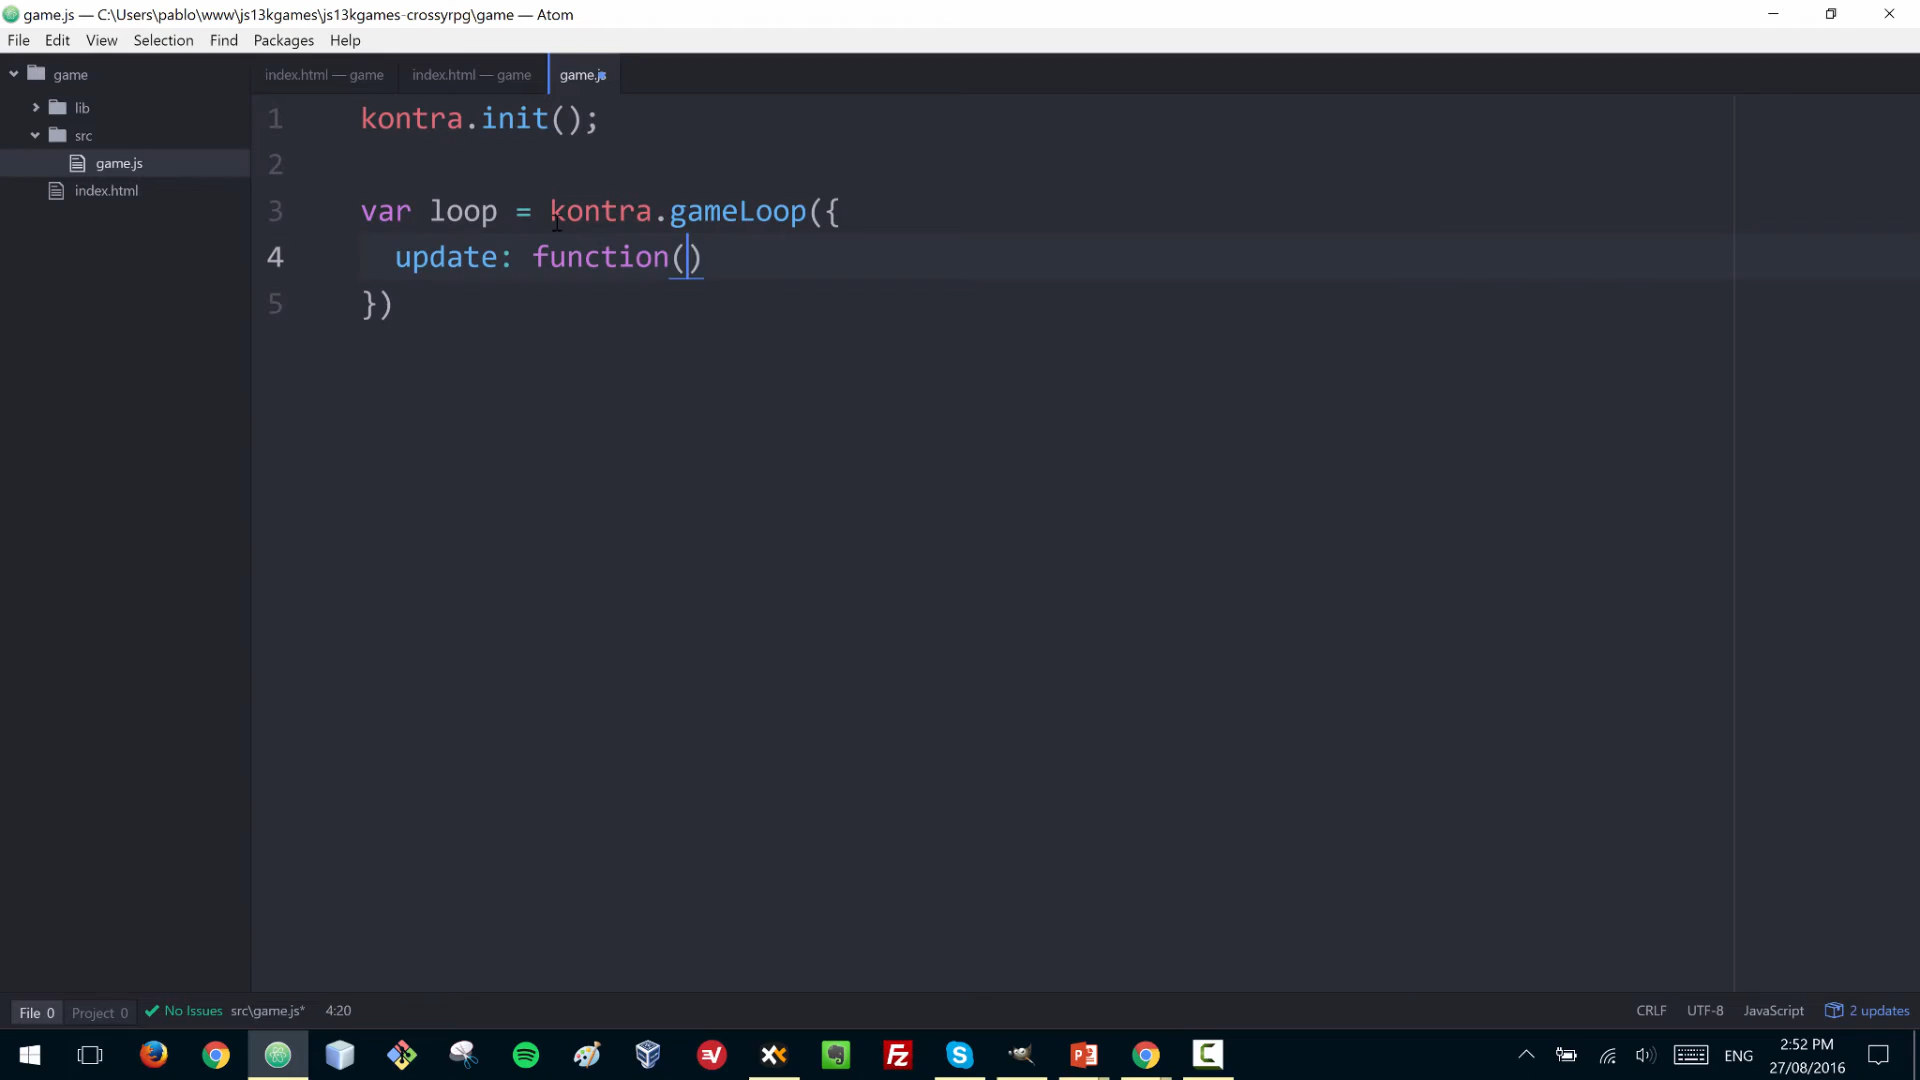 game.js — C:\Users\pablo\www\js13kgames\js13kgames-crossyrpg\game — Atom
File Edit View Selection Find Packages Help
game
lib
src
game.js
index.html
index.html — game
index.html — game
game.js
1 kontra.init();
2
3 var loop = kontra.gameLoop({
4 update: function()
5 })
File 0 Project 0 No Issues src\game.js* 4:20
CRLF UTF-8 JavaScript 2 updates
ENG
2:52 PM
27/08/2016